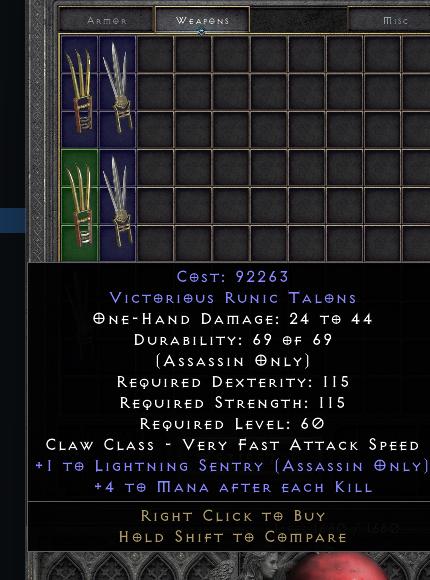 Armor Weapons Misc
Cost: 92263
Victorious Runic Talons
One-Hand Damage: 24 to 44
Durability: 69 of 69
(Assassin Only)
Required Dexterity: 115
Required Strength: 115
Required Level: 60
Claw Class - Very Fast Attack Speed
+1 to Lightning Sentry (Assassin Only)
+4 to Mana after each Kill
Right Click to Buy
Hold Shift to Compare